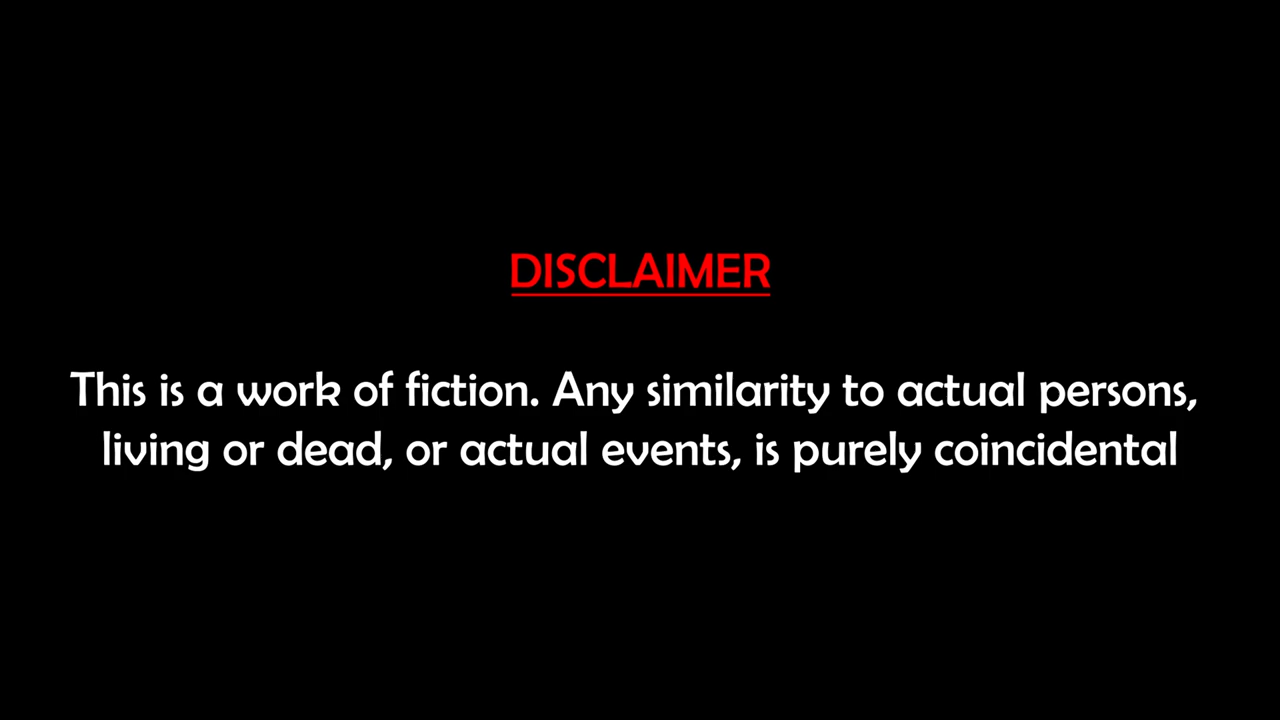 DISCLAIMER
This is a work of fiction. Any similarity to actual persons,
living or dead, or actual events, is purely coincidental